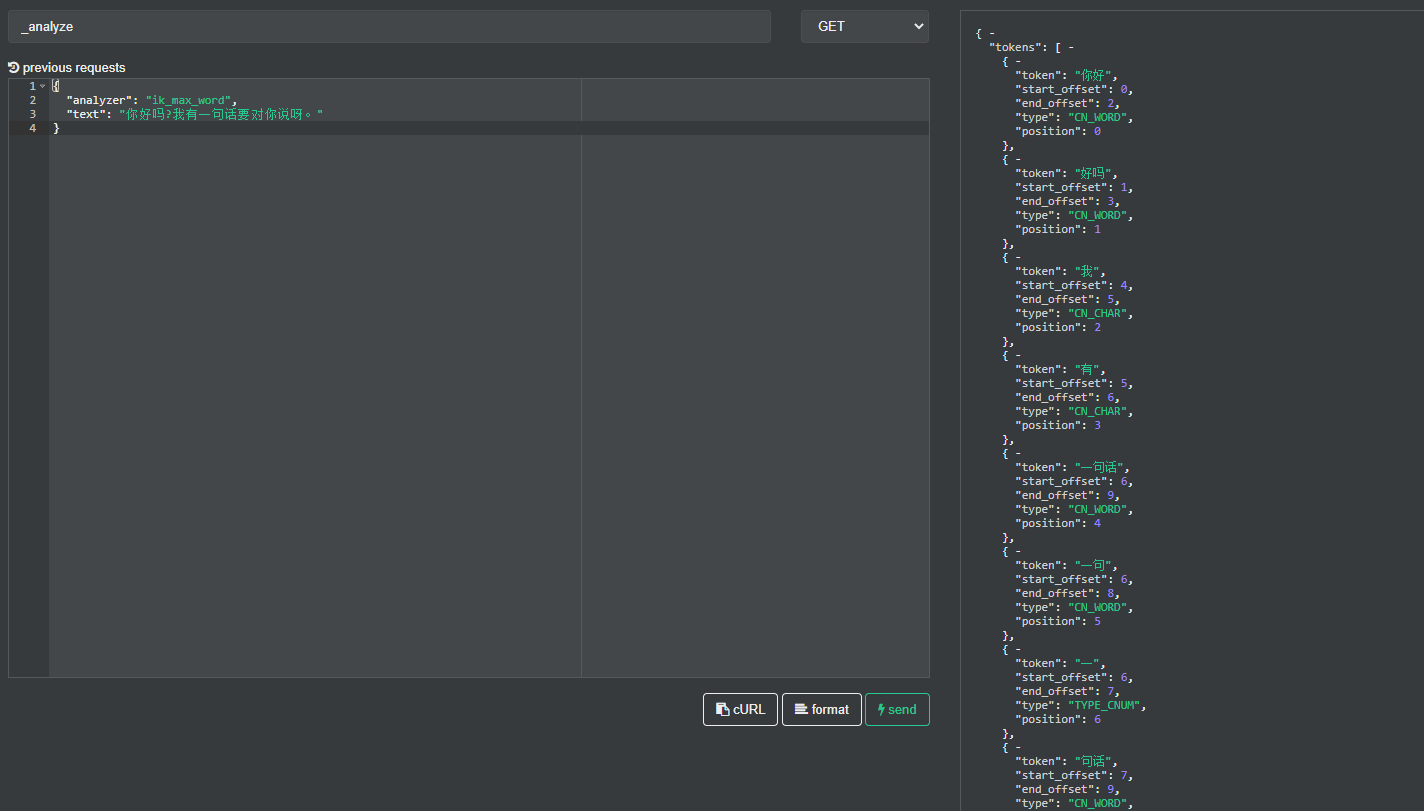 _analyze
GET
previous requests
1 {
2 "analyzer": "ik_max_word",
3 "text": "你好吗?我有一句话要对你说呀。"
4 }
cURL
format
send
{ -
"tokens": [ -
{ -
"token": "你好",
"start_offset": 0,
"end_offset": 2,
"type": "CN_WORD",
"position": 0
},
{ -
"token": "好吗",
"start_offset": 1,
"end_offset": 3,
"type": "CN_WORD",
"position": 1
},
{ -
"token": "我",
"start_offset": 4,
"end_offset": 5,
"type": "CN_CHAR",
"position": 2
},
{ -
"token": "有",
"start_offset": 5,
"end_offset": 6,
"type": "CN_CHAR",
"position": 3
},
{ -
"token": "一句话",
"start_offset": 6,
"end_offset": 9,
"type": "CN_WORD",
"position": 4
},
{ -
"token": "一句",
"start_offset": 6,
"end_offset": 8,
"type": "CN_WORD",
"position": 5
},
{ -
"token": "一",
"start_offset": 6,
"end_offset": 7,
"type": "TYPE_CNUM",
"position": 6
},
{ -
"token": "句话",
"start_offset": 7,
"end_offset": 9,
"type": "CN_WORD",